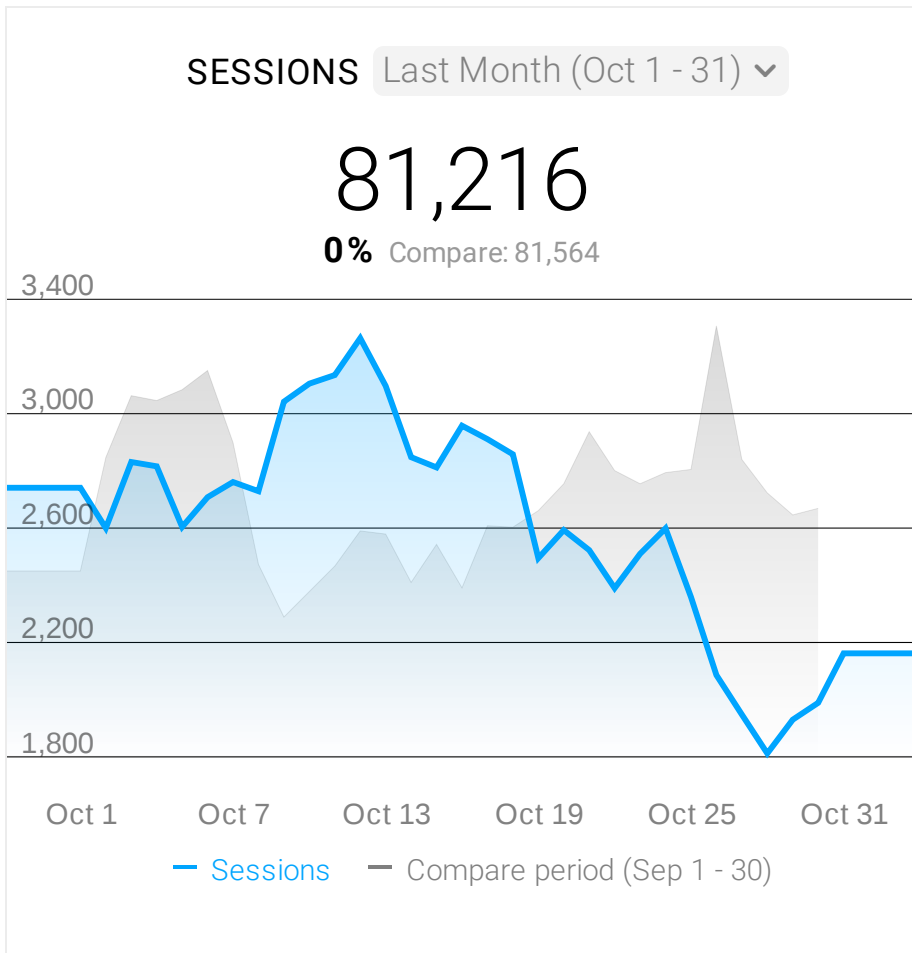 SESSIONS Last Month (Oct 1 - 31)
81,216
0% Compare: 81,564
3,400
3,000
2,600
2,200
1,800
Oct 1 Oct 7 Oct 13 Oct 19 Oct 25 Oct 31
Sessions Compare period (Sep 1 - 30)